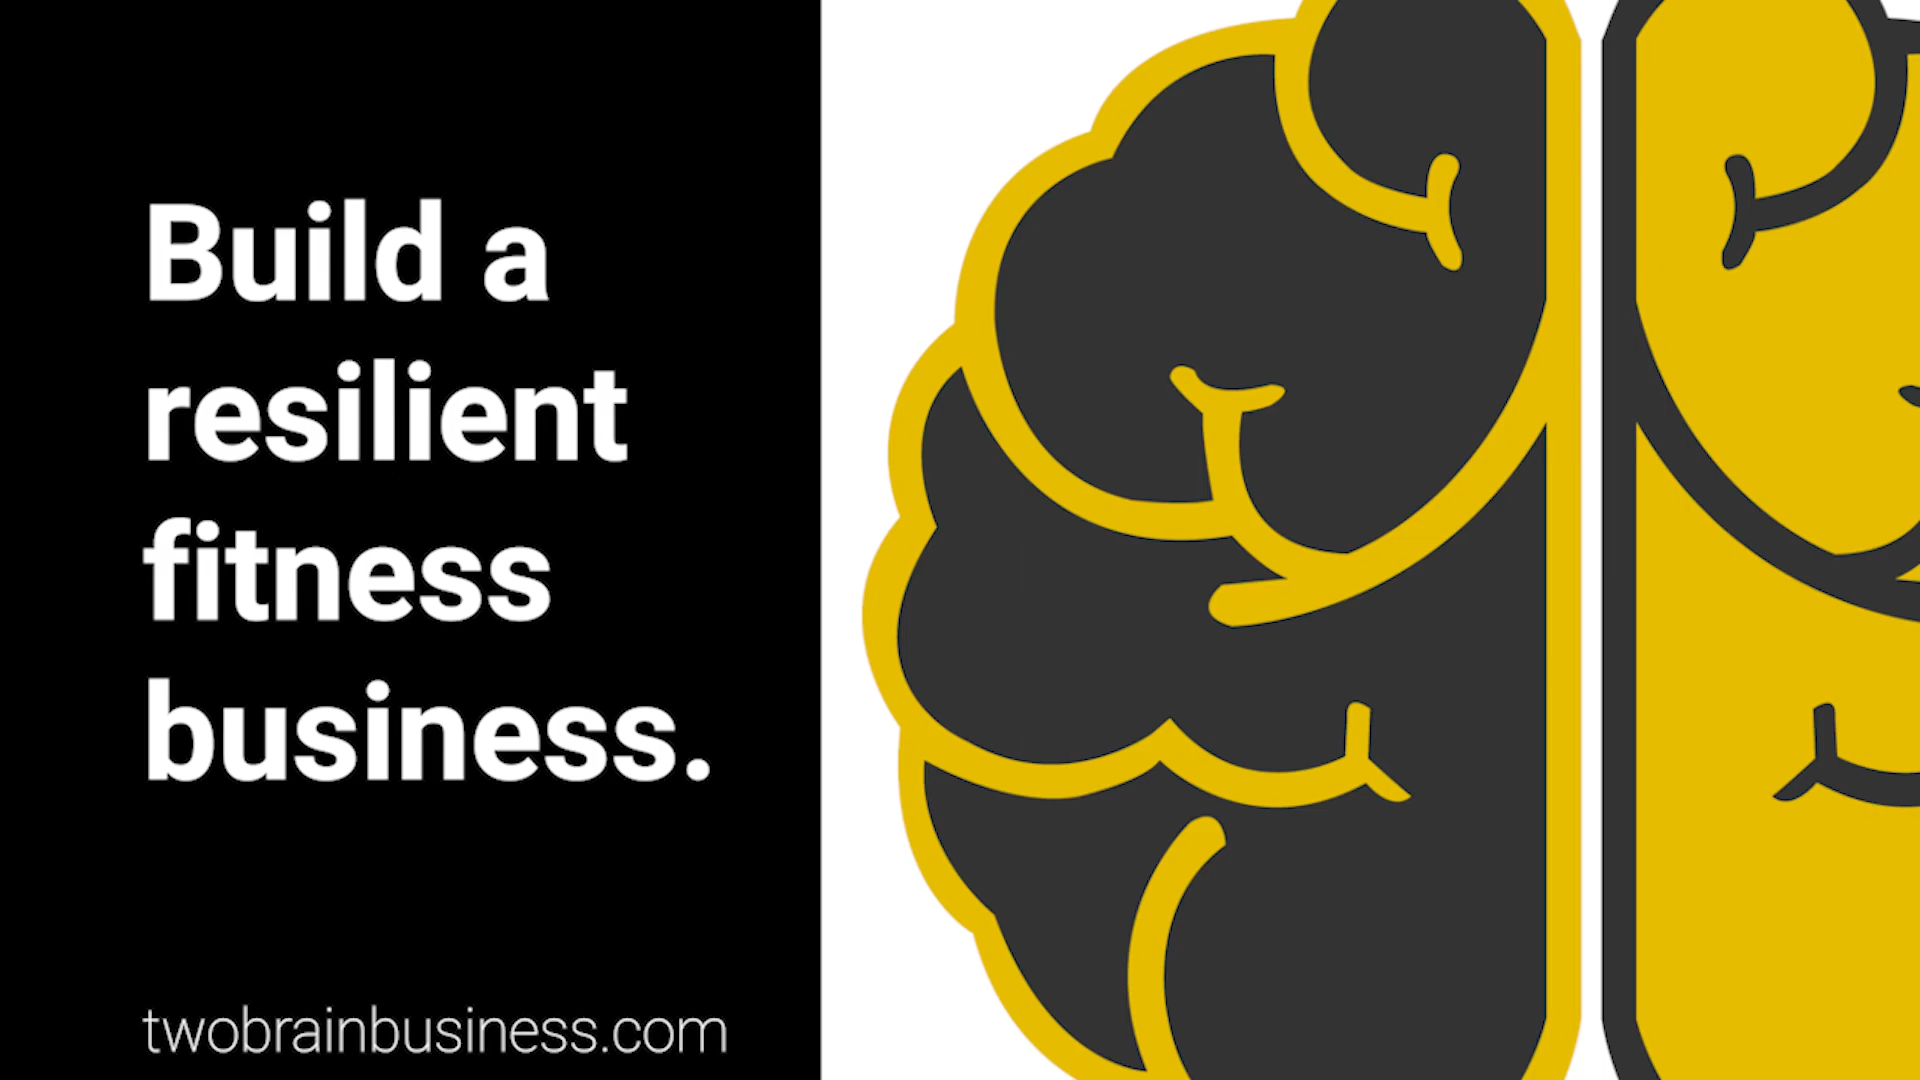 Build a
resilient
fitness
business.
twobrainbusiness.com